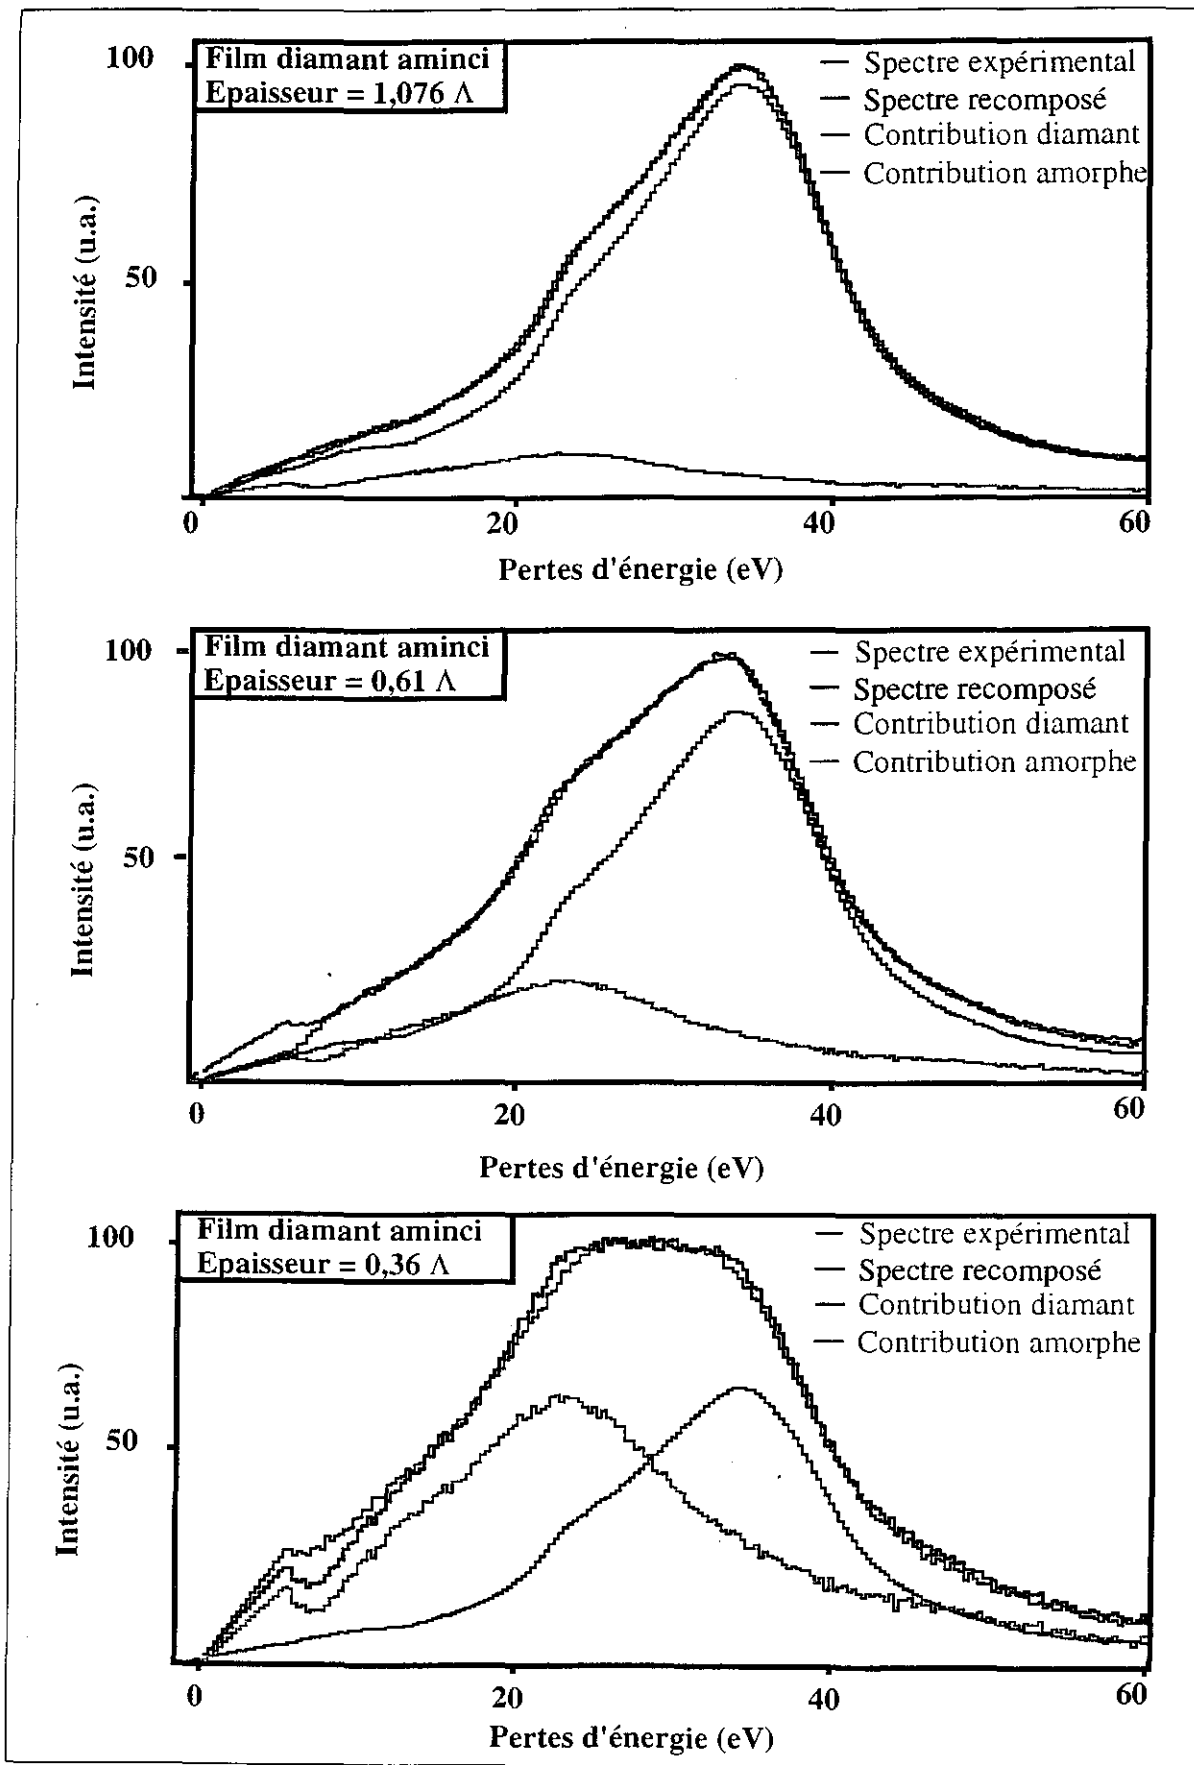 Film diamant aminci
Epaisseur = 1,076 Λ
Spectre expérimental
Spectre recomposé
Contribution diamant
Contribution amorphe
100
50
Intensité (u.a.)
0 20 40 60
Pertes d'énergie (eV)
Film diamant aminci
Epaisseur = 0,61 Λ
Spectre expérimental
Spectre recomposé
Contribution diamant
Contribution amorphe
100
50
Intensité (u.a.)
0 20 40 60
Pertes d'énergie (eV)
Film diamant aminci
Epaisseur = 0,36 Λ
Spectre expérimental
Spectre recomposé
Contribution diamant
Contribution amorphe
100
50
Intensité (u.a.)
0 20 40 60
Pertes d'énergie (eV)